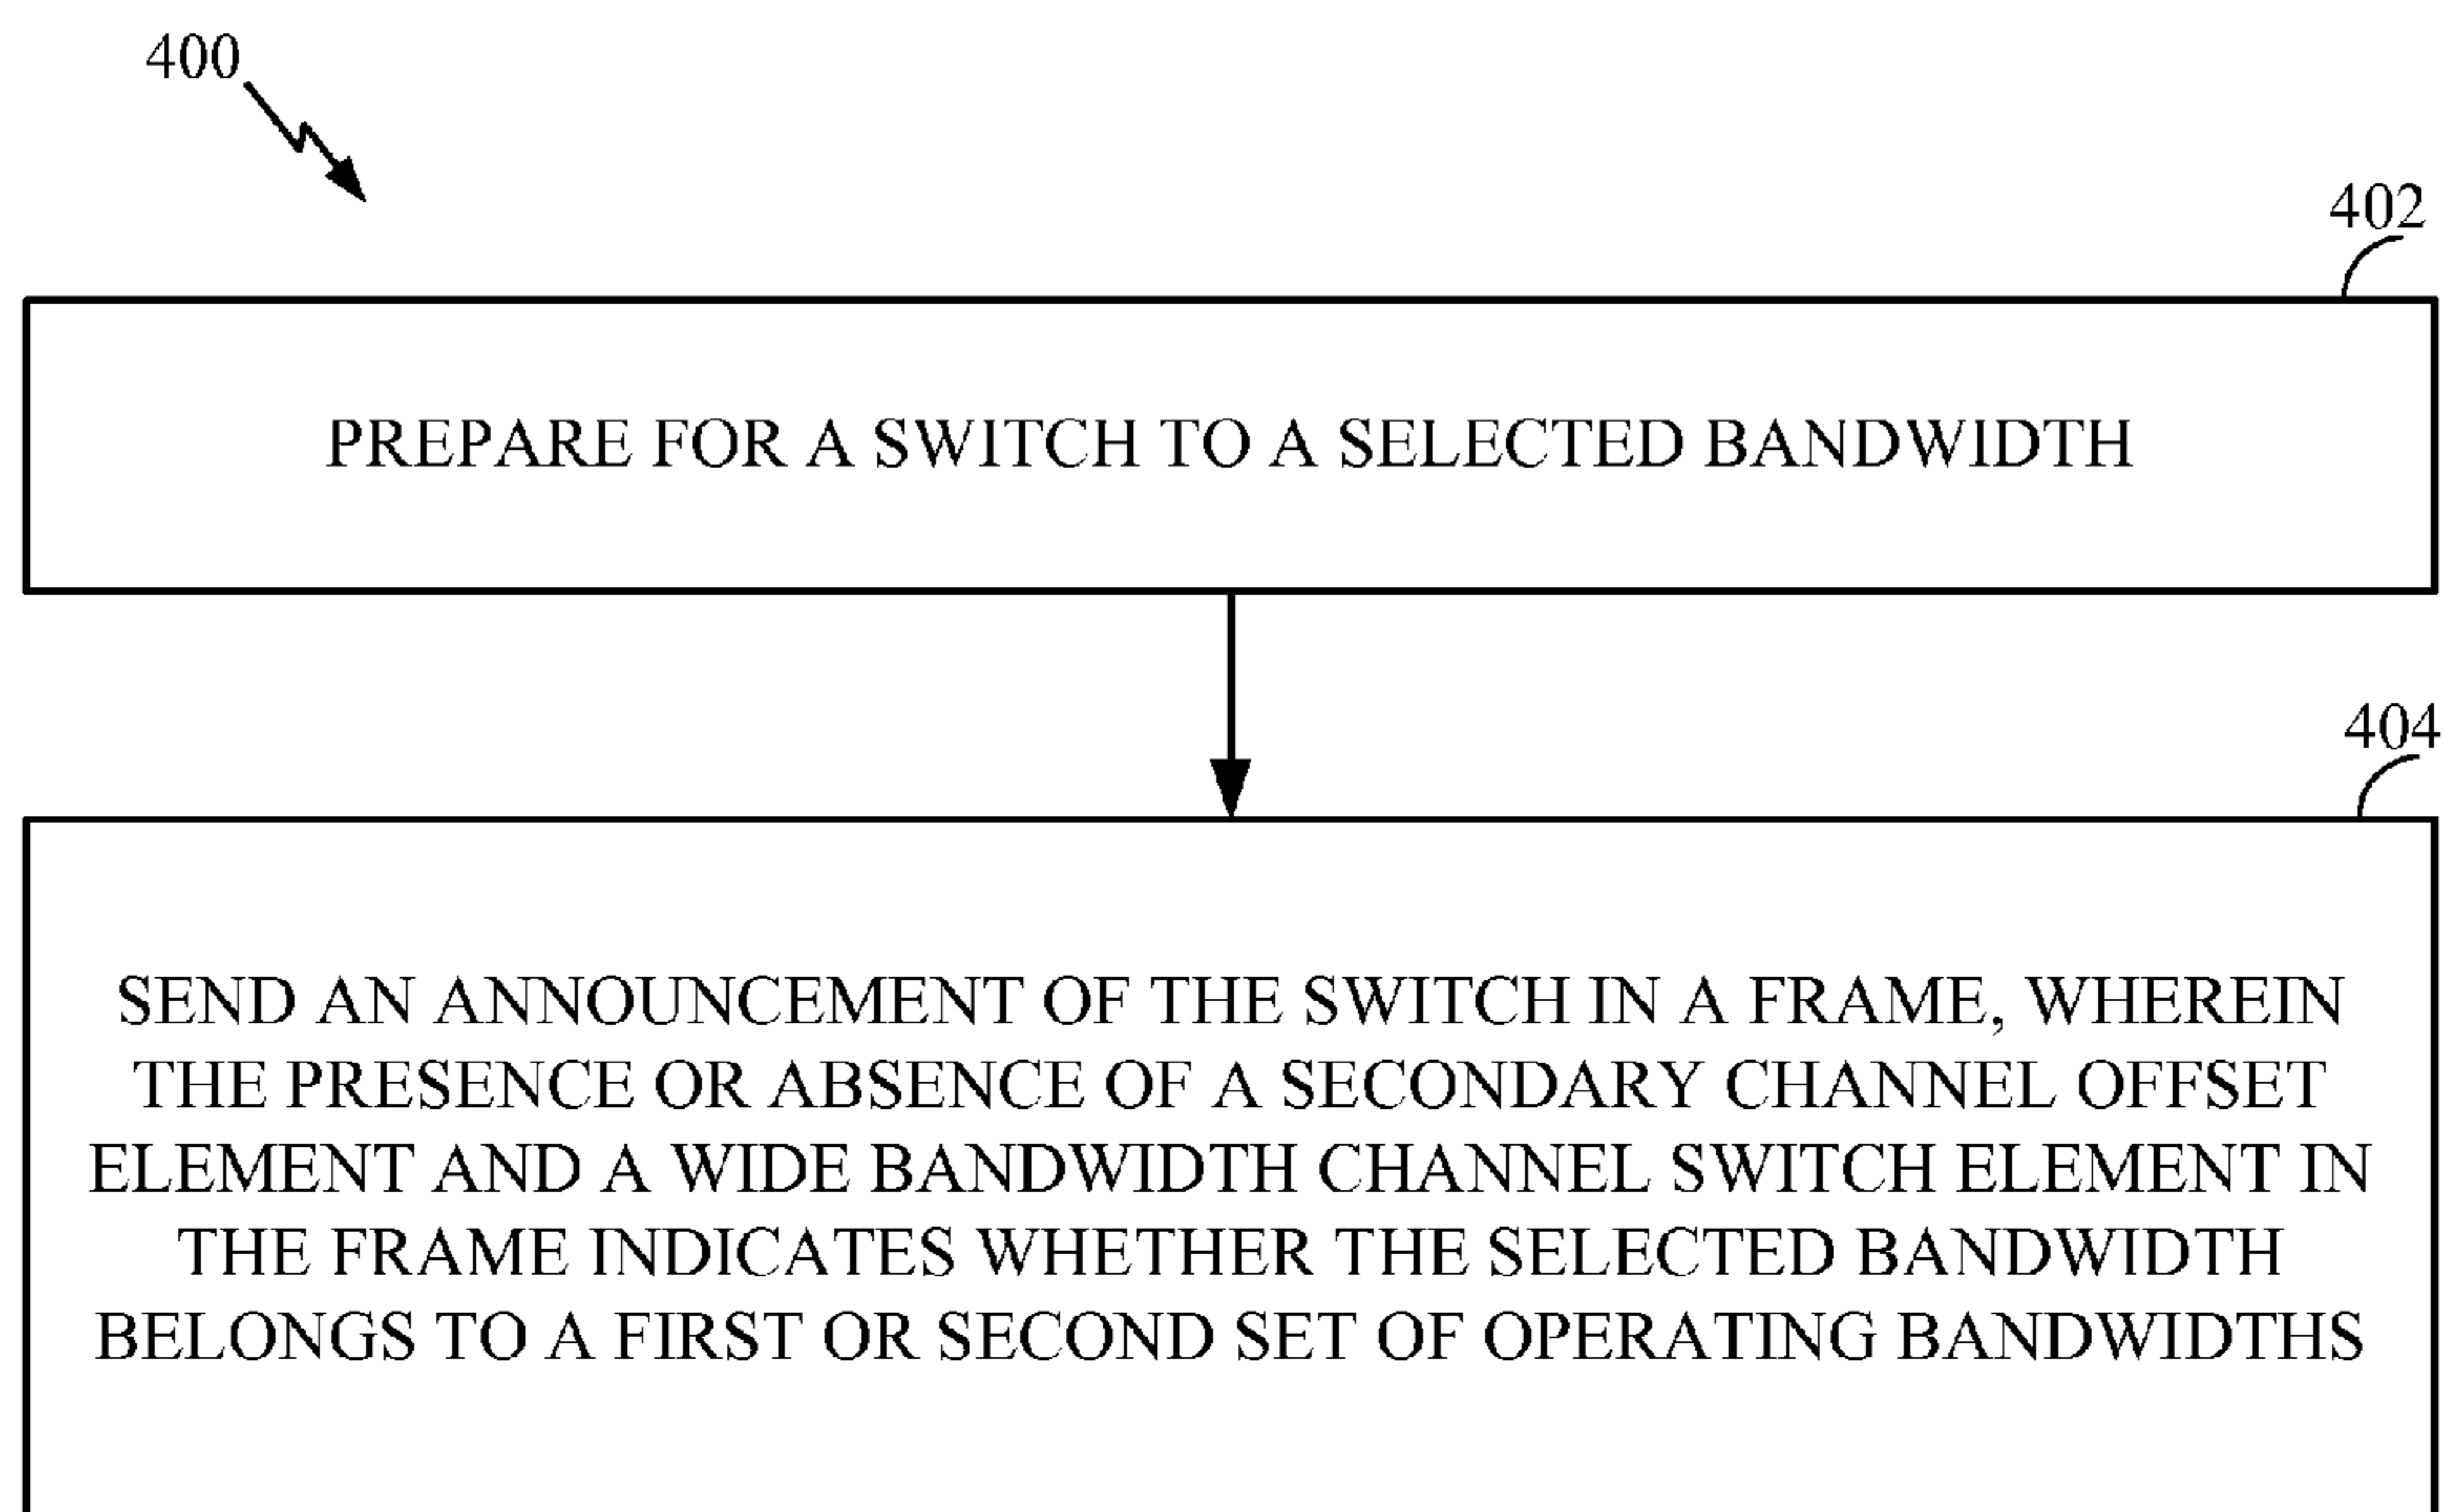 400
402
PREPARE FOR A SWITCH TO A SELECTED BANDWIDTH
404
SEND AN ANNOUNCEMENT OF THE SWITCH IN A FRAME, WHEREIN
THE PRESENCE OR ABSENCE OF A SECONDARY CHANNEL OFFSET
ELEMENT AND A WIDE BANDWIDTH CHANNEL SWITCH ELEMENT IN
THE FRAME INDICATES WHETHER THE SELECTED BANDWIDTH
BELONGS TO A FIRST OR SECOND SET OF OPERATING BANDWIDTHS